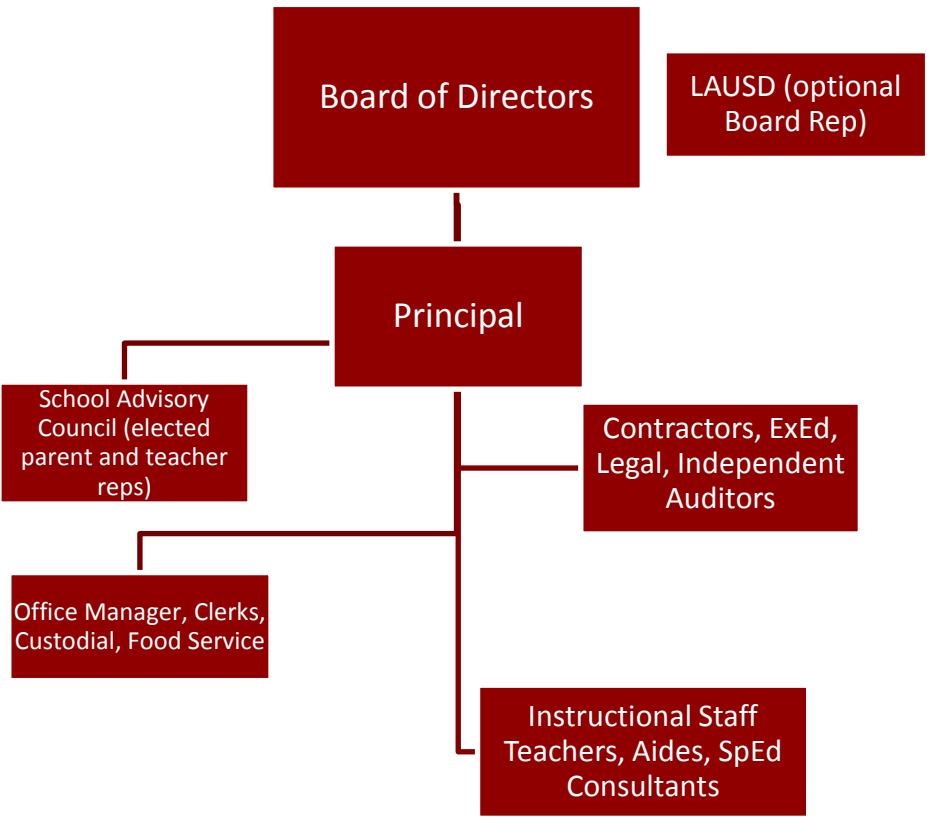 Board of Directors
LAUSD (optional
Board Rep)
Principal
School Advisory
Council (elected
parent and teacher
reps)
Contractors, ExEd,
Legal, Independent
Auditors
Office Manager, Clerks,
Custodial, Food Service
Instructional Staff
Teachers, Aides, SpEd
Consultants